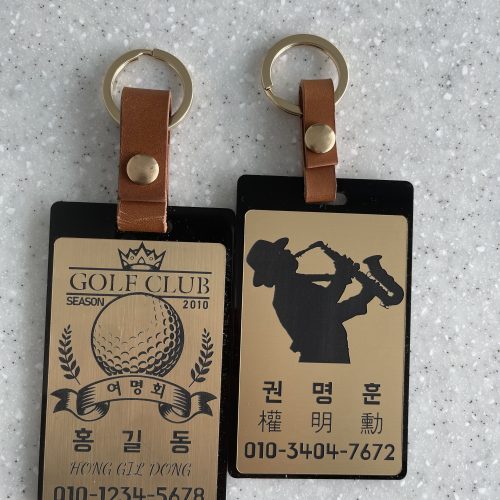 GOLF CLUB
SEASON 2010
여명회
홍길동
HONG GIL DONG
010-1234-5678
권명훈
權明勳
010-3404-7672